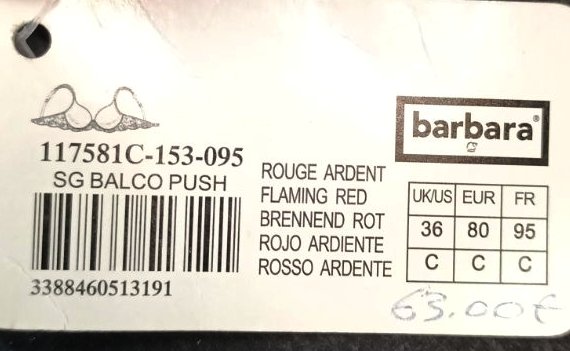 barbara®
117581C-153-095
SG BALCO PUSH
3388460513191
ROUGE ARDENT
FLAMING RED
BRENNEND ROT
ROJO ARDIENTE
ROSSO ARDENTE
UK/US EUR FR
36 80 95
C C C
63.00€